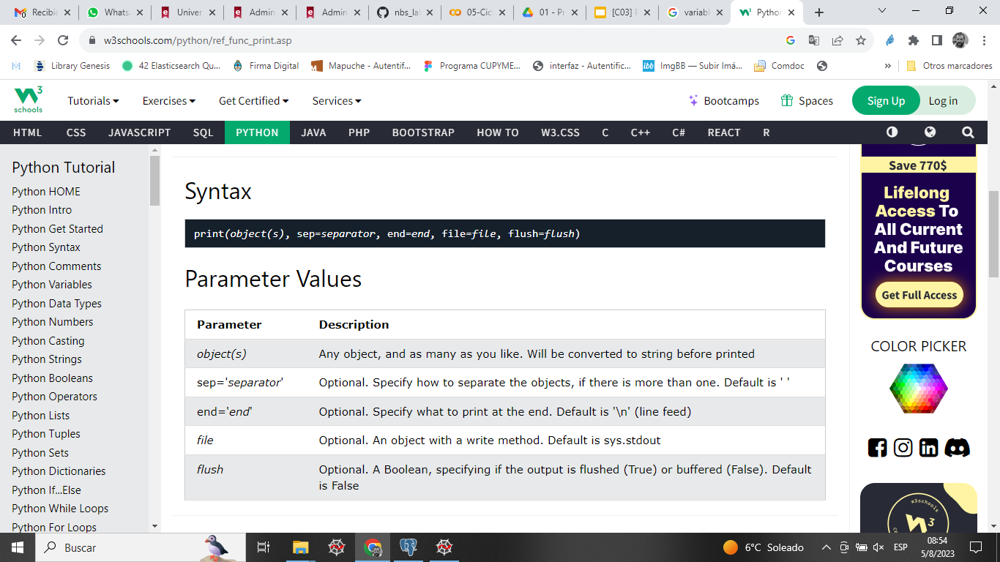 Recibic
Whats
Univer
Admin
Admin
nbs_lal
05-Cic
01 - Pr
[C03] P
variabl
Python
w3schools.com/python/ref_func_print.asp
Library Genesis
42 Elasticsearch Qu...
Firma Digital
Mapuche - Autentif...
Programa CUPYME...
interfaz - Autentific...
ibb ImgBB — Subir Imá...
Comdoc
»
Otros marcadores
W3 schools
Tutorials
Exercises
Get Certified
Services
Bootcamps
Spaces
Sign Up
Log in
HTML
CSS
JAVASCRIPT
SQL
PYTHON
JAVA
PHP
BOOTSTRAP
HOW TO
W3.CSS
C
C++
C#
REACT
R
Python Tutorial
Python HOME
Python Intro
Python Get Started
Python Syntax
Python Comments
Python Variables
Python Data Types
Python Numbers
Python Casting
Python Strings
Python Booleans
Python Operators
Python Lists
Python Tuples
Python Sets
Python Dictionaries
Python If...Else
Python While Loops
Python For Loops
Syntax
print(object(s), sep=separator, end=end, file=file, flush=flush)
Parameter Values
Parameter Description
object(s) Any object, and as many as you like. Will be converted to string before printed
sep='separator' Optional. Specify how to separate the objects, if there is more than one. Default is ' '
end='end' Optional. Specify what to print at the end. Default is '\n' (line feed)
file Optional. An object with a write method. Default is sys.stdout
flush Optional. A Boolean, specifying if the output is flushed (True) or buffered (False). Default
is False
Save 770$
Lifelong
Access To
All Current
And Future
Courses
Get Full Access
COLOR PICKER
w3schools
W3
Buscar
6°C Soleado
ESP
08:54
5/8/2023